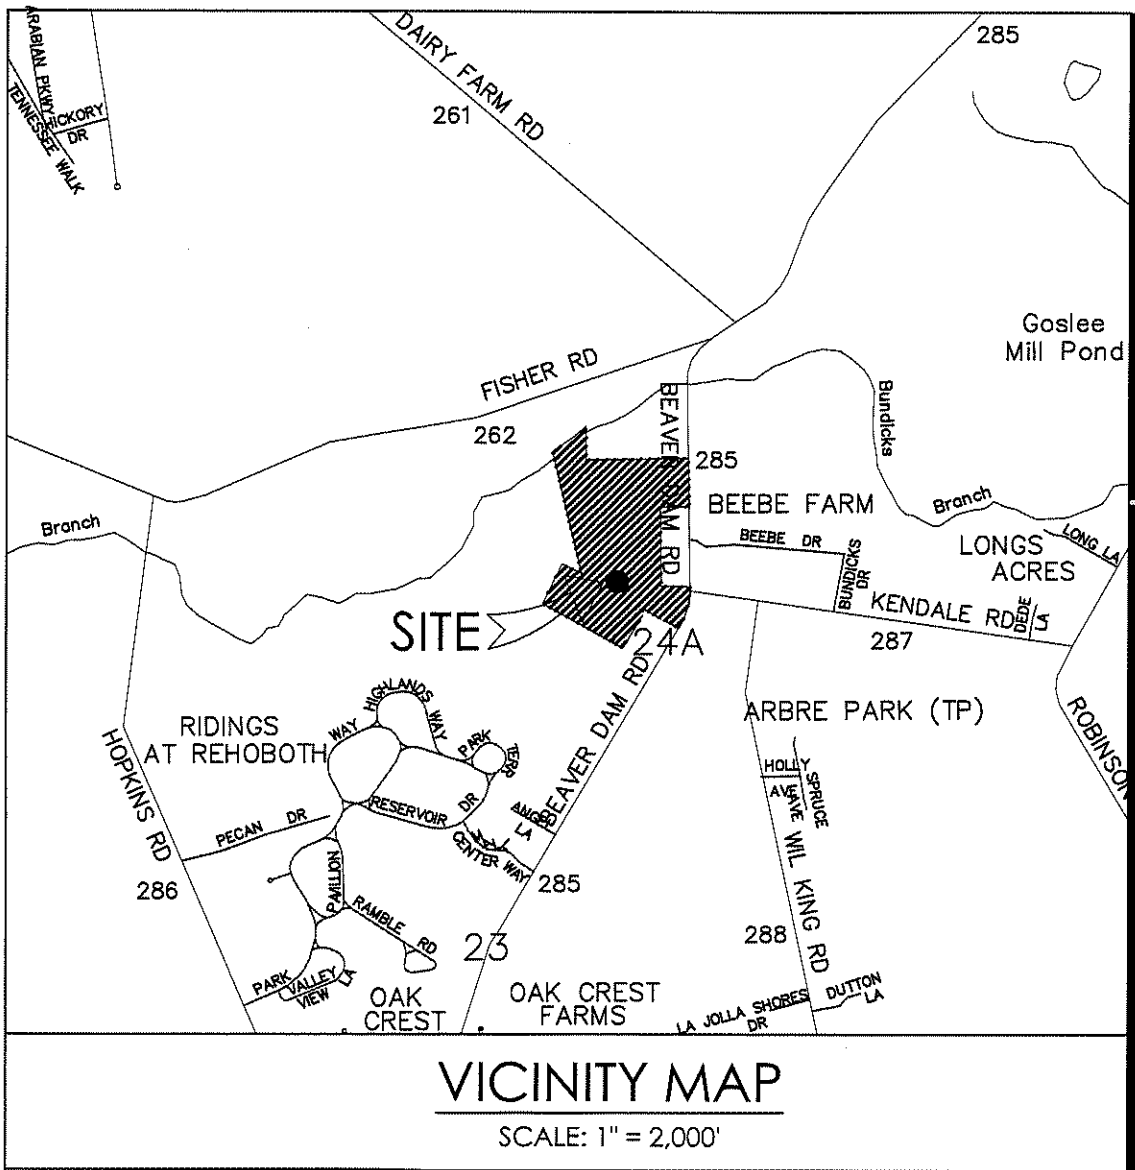 ARABIAN PKWY
TENNESSEE WALK
HICKORY
DR
DAIRY FARM RD
261
285
Goslee
Mill Pond
FISHER RD
262
BEAVER DAM RD
285
Bundicks
BEEBE FARM
Branch
Branch
BEEBE DR
BUNDICKS
DR
LONGS
ACRES
LONG LA
KENDALE RD
DEDE
LA
287
SITE
24A
BEAVER DAM RD
ARBRE PARK (TP)
ROBINSON
RIDINGS
AT REHOBOTH
HOPKINS RD
286
WAY
HIGHLANDS
WAY
PARK
TERR
RESERVOIR DR
ANGEL
LA
CENTER WAY
285
PECAN DR
PAVILLION
RAMBLE RD
PARK
VALLEY
VIEW
LA
23
OAK
CREST
OAK CREST
FARMS
HOLLY
AVE
SPRUCE
AVE
WIL KING RD
288
LA JOLLA SHORES
DR
DUTTON
LA
VICINITY MAP
SCALE: 1" = 2,000'